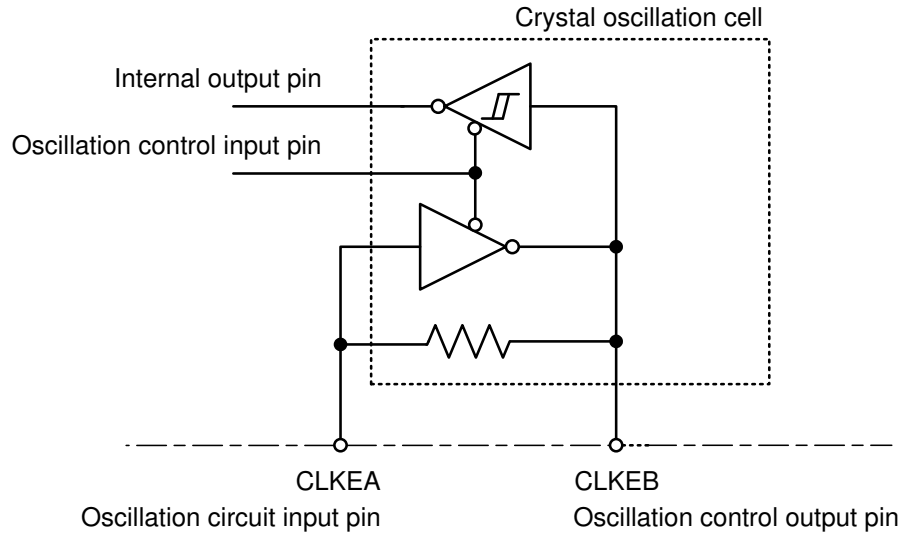 Crystal oscillation cell
Internal output pin
Oscillation control input pin
CLKEA
CLKEB
Oscillation circuit input pin
Oscillation control output pin